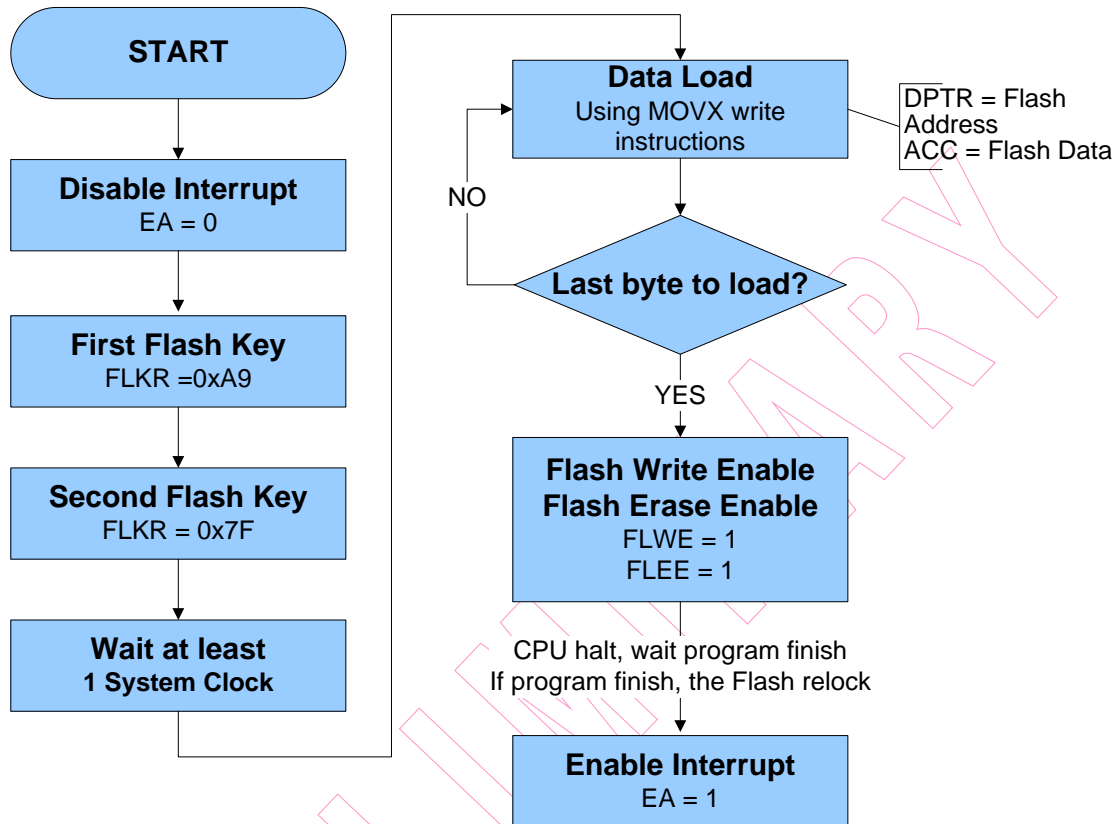 START
Disable Interrupt
EA = 0
First Flash Key
FLKR =0xA9
Second Flash Key
FLKR = 0x7F
Wait at least
1 System Clock
Data Load
Using MOVX write
instructions
DPTR = Flash
Address
ACC = Flash Data
NO
Last byte to load?
YES
Flash Write Enable
Flash Erase Enable
FLWE = 1
FLEE = 1
CPU halt, wait program finish
If program finish, the Flash relock
Enable Interrupt
EA = 1